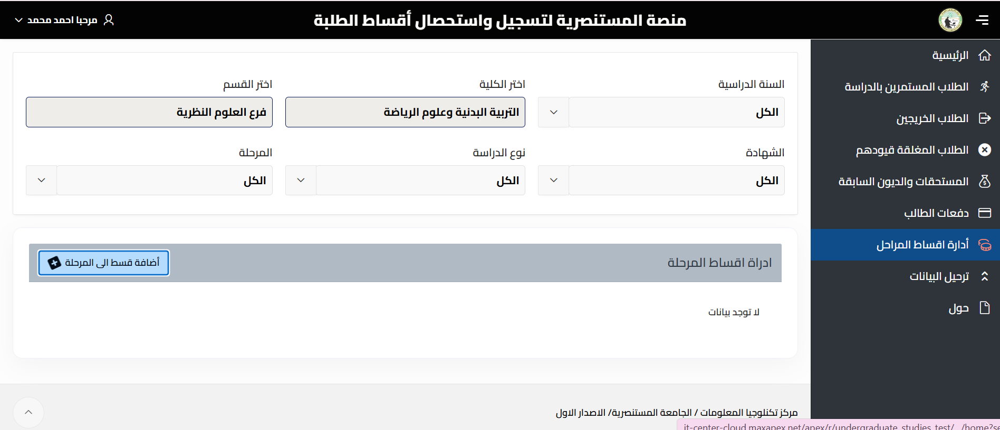 منصة المستنصرية لتسجيل واستحصال أقساط الطلبة
مرحبا احمد محمد
الرئيسية
الطلاب المستمرين بالدراسة
الطلاب الخريجين
الطلاب المغلقة قيودهم
المستحقات والديون السابقة
دفعات الطالب
أدارة اقساط المراحل
ترحيل البيانات
حول
السنة الدراسية
الكل
اختر الكلية
التربية البدنية وعلوم الرياضة
اختر القسم
فرع العلوم النظرية
الشهادة
الكل
نوع الدراسة
الكل
المرحلة
الكل
ادراة اقساط المرحلة
أضافة قسط الى المرحلة
لا توجد بيانات
مركز تكنلوجيا المعلومات / الجامعة المستنصرية/ الاصدار الاول
it-center-cloud.maxapex.net/apex/r/undergraduate_studies_test/.../home?se